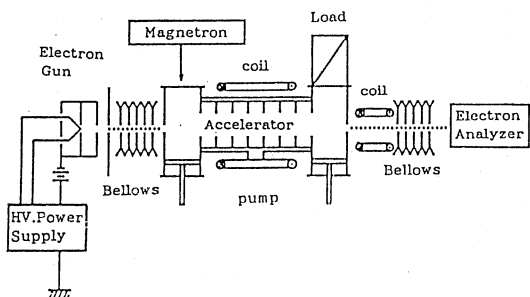 Load
Magnetron
Electron
Gun
coil
coil
Accelerator
Electron
Analyzer
Bellows
pump
Bellows
HV.Power
Supply